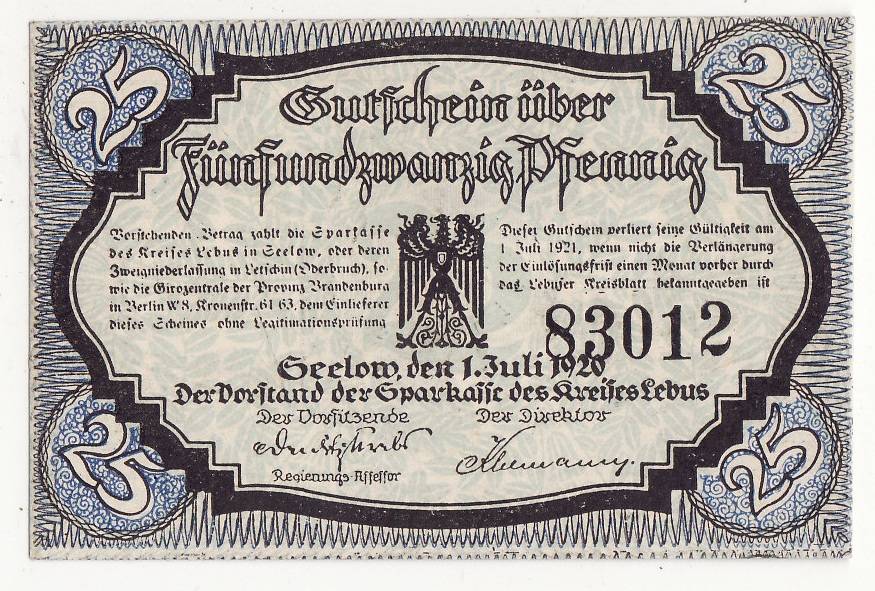 25
25
Gutschein über
Fünfundzwanzig Pfennig
Vorstehenden Betrag zahlt die Sparkasse
des Kreises Lebus in Seelow, oder deren
Zweigniederlassung in Letschin (Oderbruch), so-
wie die Girozentrale der Provinz Brandenburg
in Berlin W8, Kronenstr. 61 63, dem Einlieferer
dieses Scheines ohne Legitimationsprüfung
Dieser Gutschein verliert seine Gültigkeit am
1 Juli 1921, wenn nicht die Verlängerung
der Einlösungsfrist einen Monat vorher durch
das Lebuser Kreisblatt bekanntgegeben ist
83012
Seelow, den 1. Juli 1920
Der Vorstand der Sparkasse des Kreises Lebus
Der Vorsitzende
Der Direktor
Regierungs-Assessor
25
25